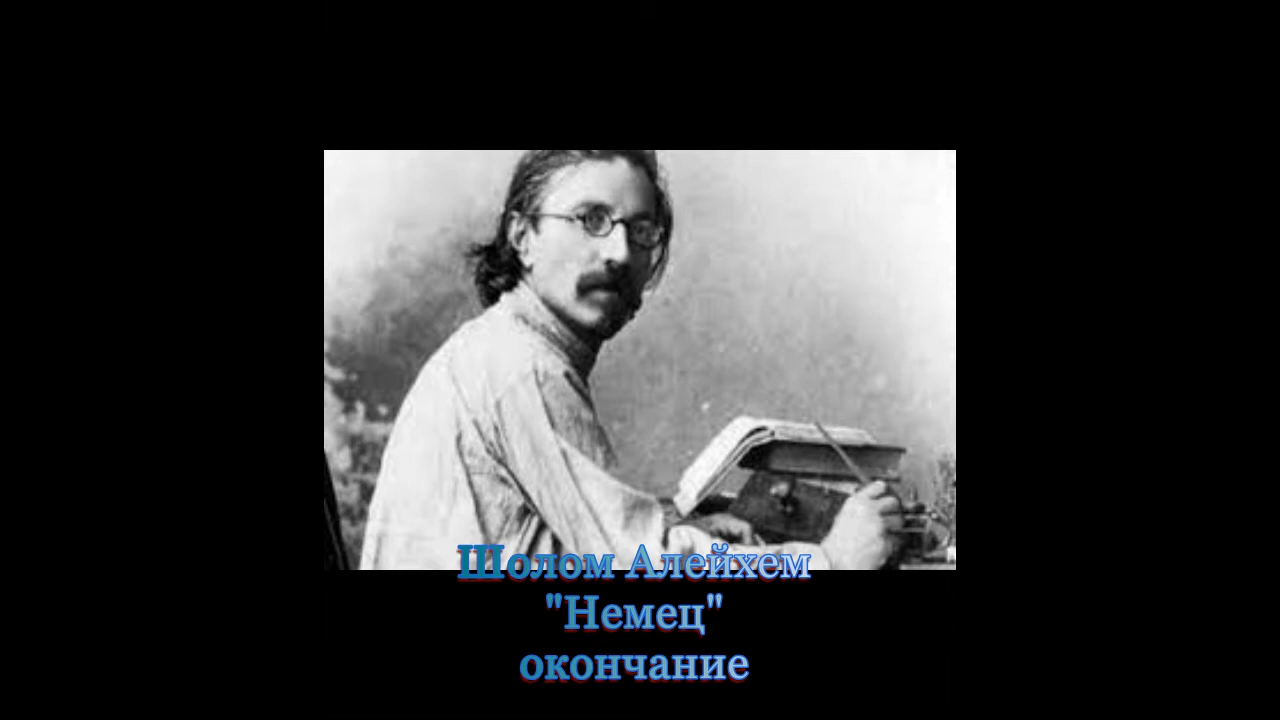 Шолом Алейхем
"Немец"
окончание